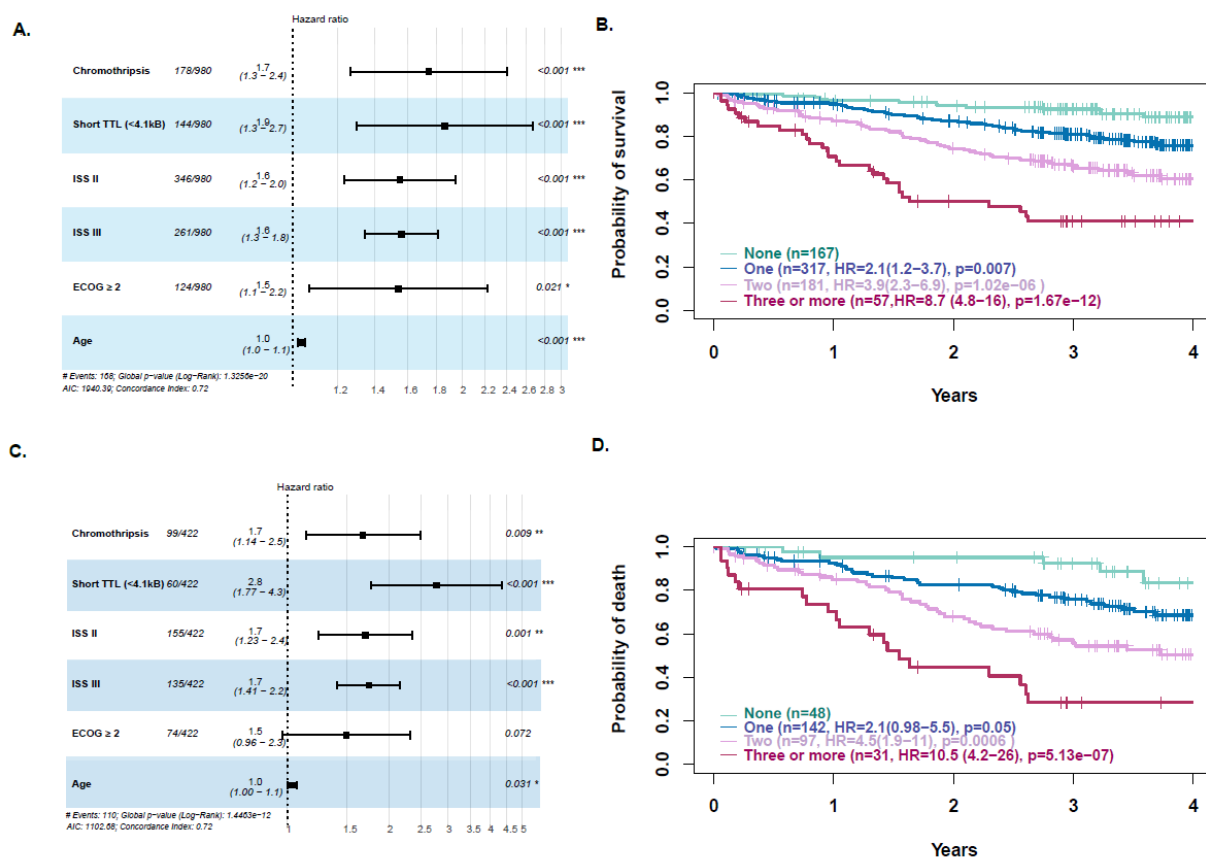 A.
Hazard ratio
Chromothripsis 178/980 1.7 <0.001 ***
(1.3 − 2.4)
Short TTL (<4.1kB) 144/980 1.9 <0.001 ***
(1.3 − 2.7)
ISS II 346/980 1.6 <0.001 ***
(1.2 − 2.0)
ISS III 261/980 1.6 <0.001 ***
(1.3 − 1.8)
ECOG ≥ 2 124/980 1.5 0.021 *
(1.1 − 2.2)
Age 1.0 <0.001 ***
(1.0 − 1.1)
# Events: 168; Global p-value (Log-Rank): 1.3256e-20
AIC: 1940.39; Concordance Index: 0.72
1.2 1.4 1.6 1.8 2 2.2 2.4 2.6 2.8 3
B.
Probability of survival
1.0
0.8
0.6
0.4
0.2
0.0
None (n=167)
One (n=317, HR=2.1(1.2−3.7), p=0.007)
Two (n=181, HR=3.9(2.3−6.9), p=1.02e−06 )
Three or more (n=57,HR=8.7 (4.8−16), p=1.67e−12)
0 1 2 3 4
Years
C.
Hazard ratio
Chromothripsis 99/422 1.7 0.009 **
(1.14 − 2.5)
Short TTL (<4.1kB) 60/422 2.8 <0.001 ***
(1.77 − 4.3)
ISS II 155/422 1.7 0.001 **
(1.23 − 2.4)
ISS III 135/422 1.7 <0.001 ***
(1.41 − 2.2)
ECOG ≥ 2 74/422 1.5 0.072
(0.96 − 2.3)
Age 1.0 0.031 *
(1.00 − 1.1)
# Events: 110; Global p-value (Log-Rank): 1.4463e-12
AIC: 1102.68; Concordance Index: 0.72
1 1.5 2 2.5 3 3.5 4 4.5 5
D.
Probability of death
1.0
0.8
0.6
0.4
0.2
0.0
None (n=48)
One (n=142, HR=2.1(0.98−5.5), p=0.05)
Two (n=97, HR=4.5(1.9−11), p=0.0006 )
Three or more (n=31, HR=10.5 (4.2−26), p=5.13e−07)
0 1 2 3 4
Years